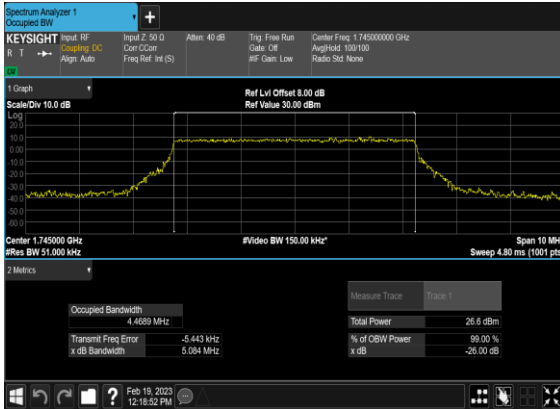 Spectrum Analyzer 1
Occupied BW
+
KEYSIGHT Input: RF Input Z: 50 Ω Atten: 40 dB Trig: Free Run Center Freq: 1.745000000 GHz
R T Coupling: DC Corr CCorr Gate: Off Avg|Hold: 100/100
Align: Auto Freq Ref: Int (S) #IF Gain: Low Radio Std: None
1 Graph
Scale/Div 10.0 dB
Ref Lvl Offset 8.00 dB
Ref Value 30.00 dBm
Log
20.0
10.0
0.00
-10.0
-20.0
-30.0
-40.0
-50.0
-60.0
Center 1.745000 GHz #Video BW 150.00 kHz* Span 10 MH
#Res BW 51.000 kHz Sweep 4.80 ms (1001 pts
2 Metrics
Measure Trace Trace 1
Occupied Bandwidth
4.4689 MHz
Total Power 26.6 dBm
Transmit Freq Error -5.443 kHz % of OBW Power 99.00 %
x dB Bandwidth 5.084 MHz x dB -26.00 dB
? Feb 19, 2023
12:18:52 PM